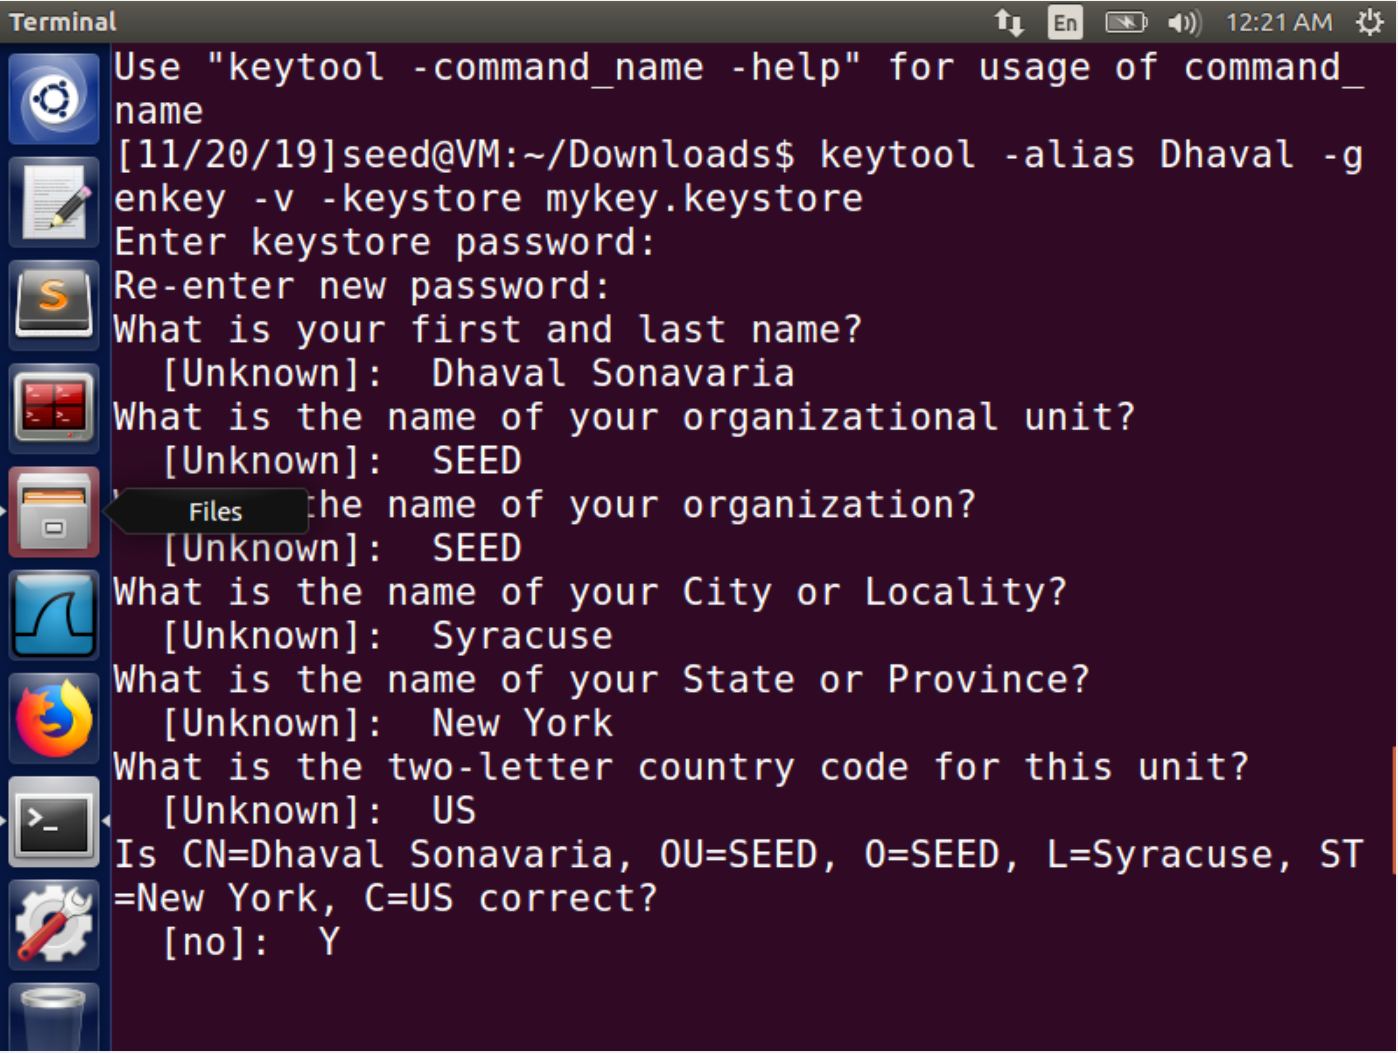 Terminal
En
12:21 AM
Use "keytool -command_name -help" for usage of command_
name
[11/20/19]seed@VM:~/Downloads$ keytool -alias Dhaval -g
enkey -v -keystore mykey.keystore
Enter keystore password:
Re-enter new password:
What is your first and last name?
  [Unknown]:  Dhaval Sonavaria
What is the name of your organizational unit?
  [Unknown]:  SEED
Files
the name of your organization?
  [Unknown]:  SEED
What is the name of your City or Locality?
  [Unknown]:  Syracuse
What is the name of your State or Province?
  [Unknown]:  New York
What is the two-letter country code for this unit?
  [Unknown]:  US
Is CN=Dhaval Sonavaria, OU=SEED, O=SEED, L=Syracuse, ST
=New York, C=US correct?
  [no]:  Y